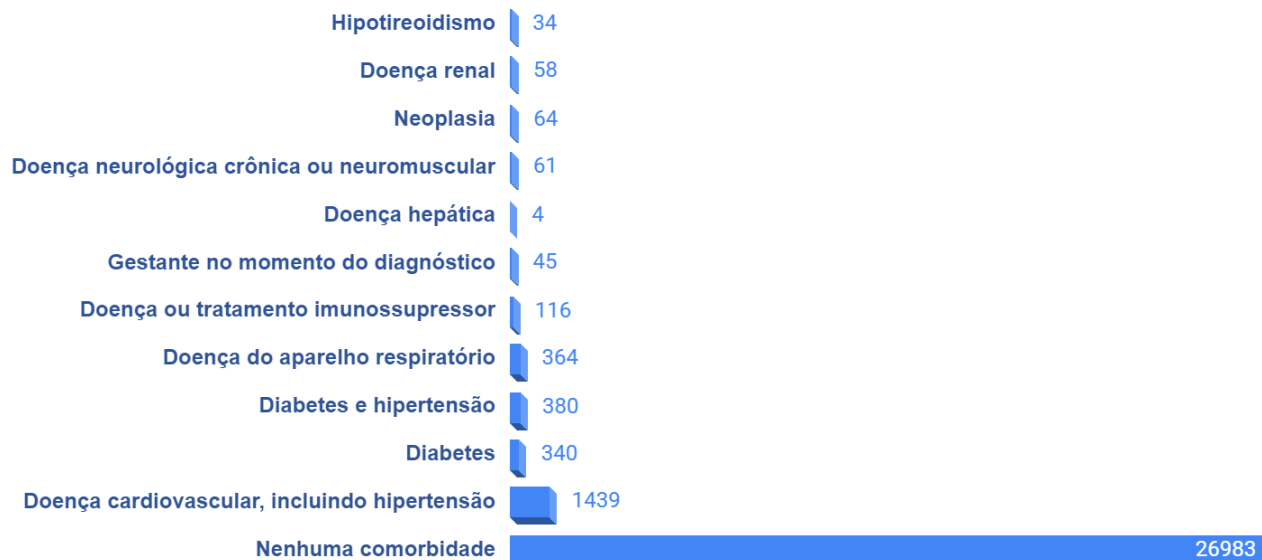 Hipotireoidismo 34
Doença renal 58
Neoplasia 64
Doença neurológica crônica ou neuromuscular 61
Doença hepática 4
Gestante no momento do diagnóstico 45
Doença ou tratamento imunossupressor 116
Doença do aparelho respiratório 364
Diabetes e hipertensão 380
Diabetes 340
Doença cardiovascular, incluindo hipertensão 1439
Nenhuma comorbidade 26983